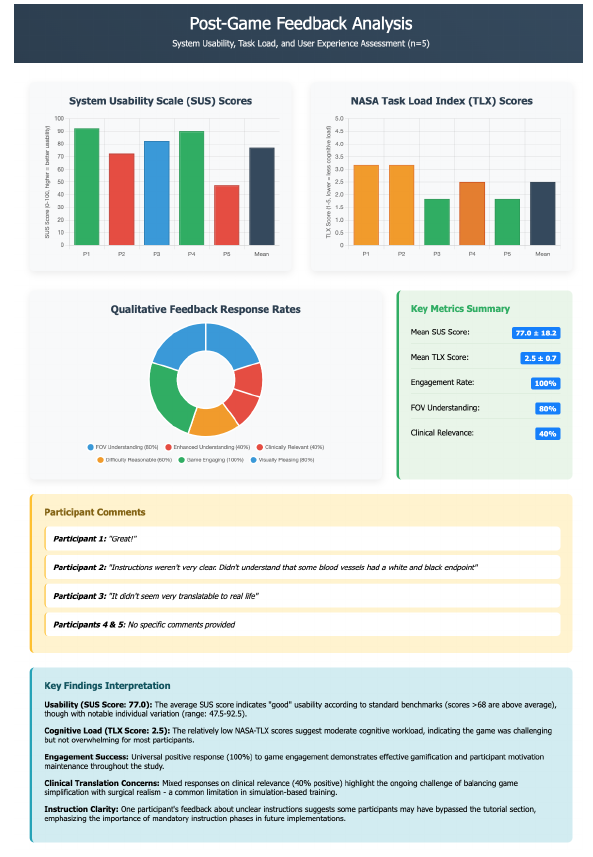 Post-Game Feedback Analysis
System Usability, Task Load, and User Experience Assessment (n=5)
System Usability Scale (SUS) Scores
SUS Score (0-100, higher = better usability)
100
90
80
70
60
50
40
30
20
10
0
P1 P2 P3 P4 P5 Mean
NASA Task Load Index (TLX) Scores
TLX Score (1-5, lower = less cognitive load)
5.0
4.5
4.0
3.5
3.0
2.5
2.0
1.5
1.0
0.5
0
P1 P2 P3 P4 P5 Mean
Qualitative Feedback Response Rates
FOV Understanding (80%) Enhanced Understanding (40%) Clinically Relevant (40%)
Difficulty Reasonable (60%) Game Engaging (100%) Visually Pleasing (80%)
Key Metrics Summary
Mean SUS Score: 77.0 ± 18.2
Mean TLX Score: 2.5 ± 0.7
Engagement Rate: 100%
FOV Understanding: 80%
Clinical Relevance: 40%
Participant Comments
Participant 1: "Great!"
Participant 2: "Instructions weren't very clear. Didn't understand that some blood vessels had a white and black endpoint"
Participant 3: "It didn't seem very translatable to real life"
Participants 4 & 5: No specific comments provided
Key Findings Interpretation
Usability (SUS Score: 77.0): The average SUS score indicates "good" usability according to standard benchmarks (scores >68 are above average),
though with notable individual variation (range: 47.5-92.5).
Cognitive Load (TLX Score: 2.5): The relatively low NASA-TLX scores suggest moderate cognitive workload, indicating the game was challenging
but not overwhelming for most participants.
Engagement Success: Universal positive response (100%) to game engagement demonstrates effective gamification and participant motivation
maintenance throughout the study.
Clinical Translation Concerns: Mixed responses on clinical relevance (40% positive) highlight the ongoing challenge of balancing game
simplification with surgical realism - a common limitation in simulation-based training.
Instruction Clarity: One participant's feedback about unclear instructions suggests some participants may have bypassed the tutorial section,
emphasizing the importance of mandatory instruction phases in future implementations.